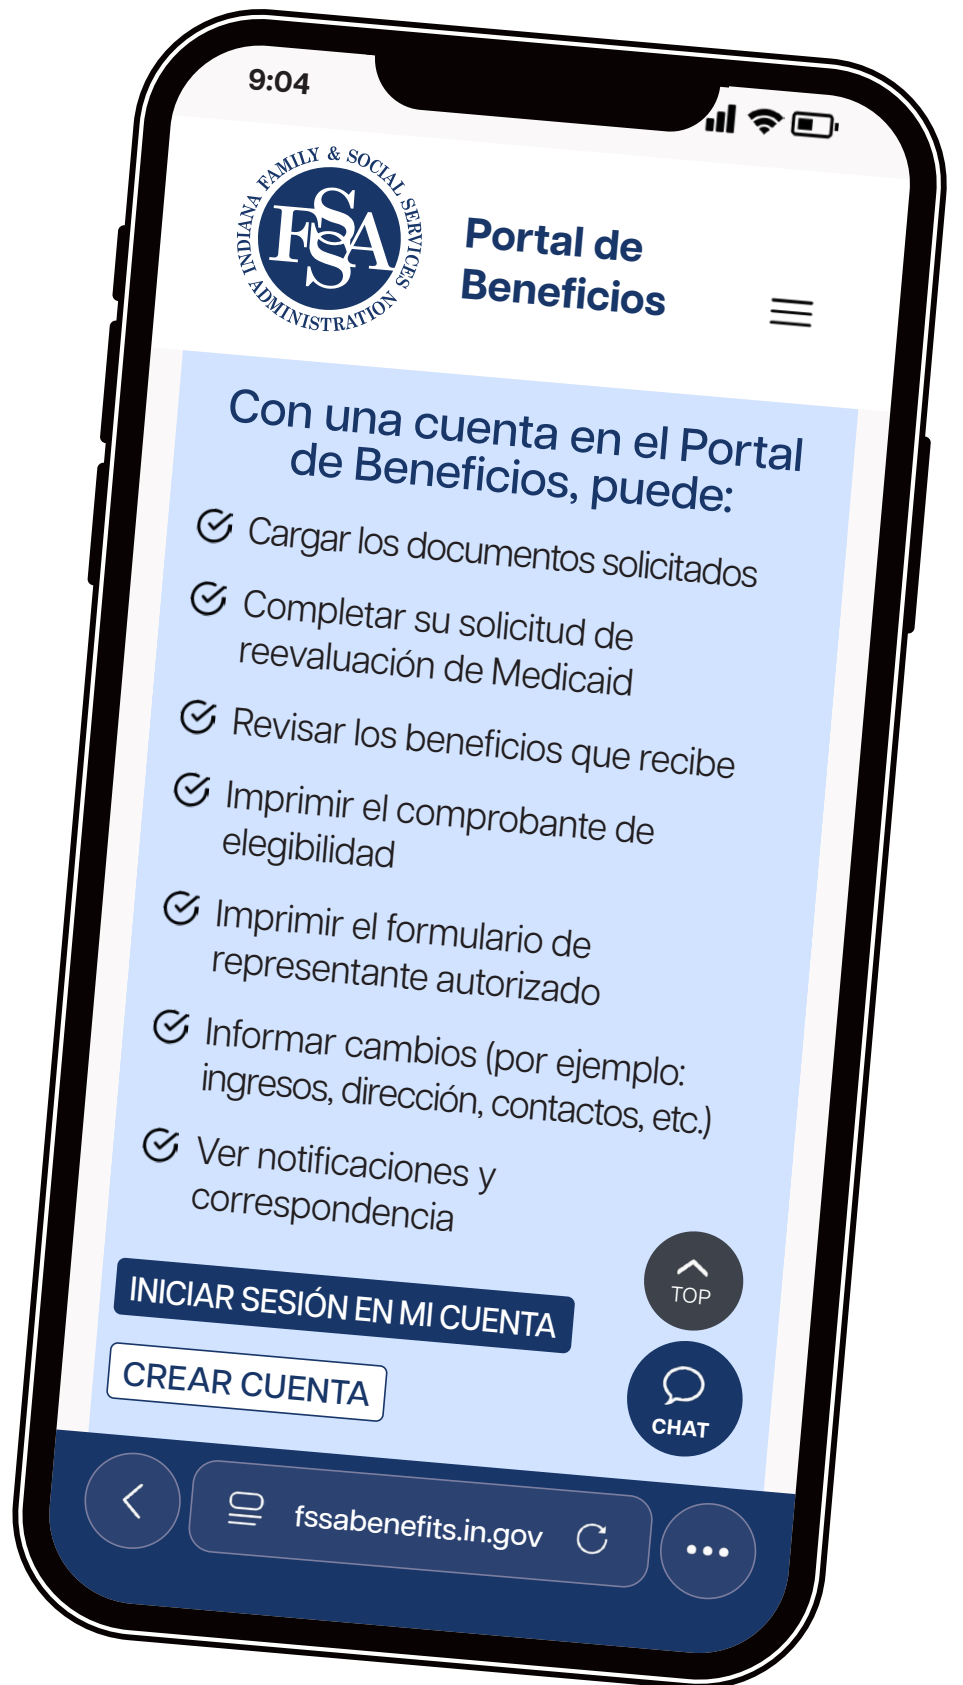 9:04
INDIANA FAMILY & SOCIAL SERVICES ADMINISTRATION
FSSA
Portal de
Beneficios
Con una cuenta en el Portal
de Beneficios, puede:
Cargar los documentos solicitados
Completar su solicitud de
reevaluación de Medicaid
Revisar los beneficios que recibe
Imprimir el comprobante de
elegibilidad
Imprimir el formulario de
representante autorizado
Informar cambios (por ejemplo:
ingresos, dirección, contactos, etc.)
Ver notificaciones y
correspondencia
TOP
INICIAR SESIÓN EN MI CUENTA
CREAR CUENTA
CHAT
fssabenefits.in.gov